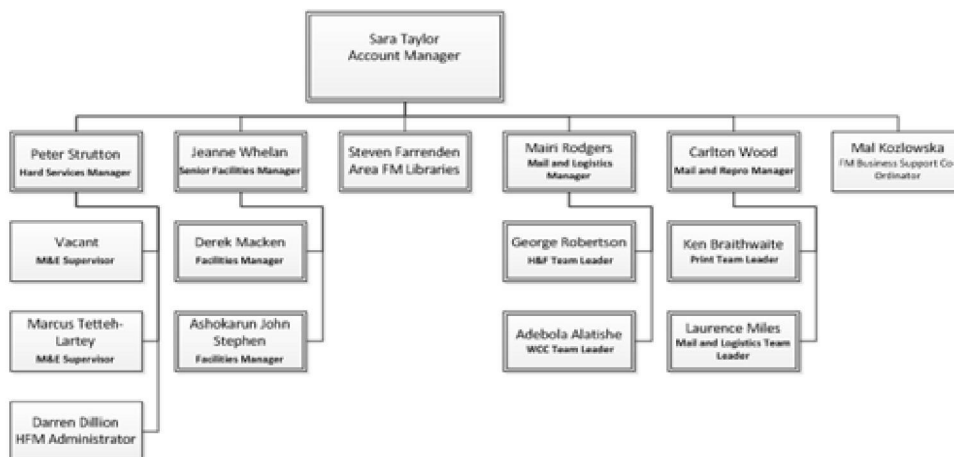 Sara Taylor
Account Manager
Peter Strutton
Hard Services Manager
Jeanne Whelan
Senior Facilities Manager
Steven Farrenden
Area FM Libraries
Mairi Rodgers
Mail and Logistics
Manager
Carlton Wood
Mail and Repro Manager
Mal Kozlowska
FM Business Support Co-
Ordinator
Vacant
M&E Supervisor
Derek Macken
Facilities Manager
George Robertson
H&F Team Leader
Ken Braithwaite
Print Team Leader
Marcus Tetteh-
Lartey
M&E Supervisor
Ashokarun John
Stephen
Facilities Manager
Adebola Alatishe
WCC Team Leader
Laurence Miles
Mail and Logistics Team
Leader
Darren Dillion
HFM Administrator